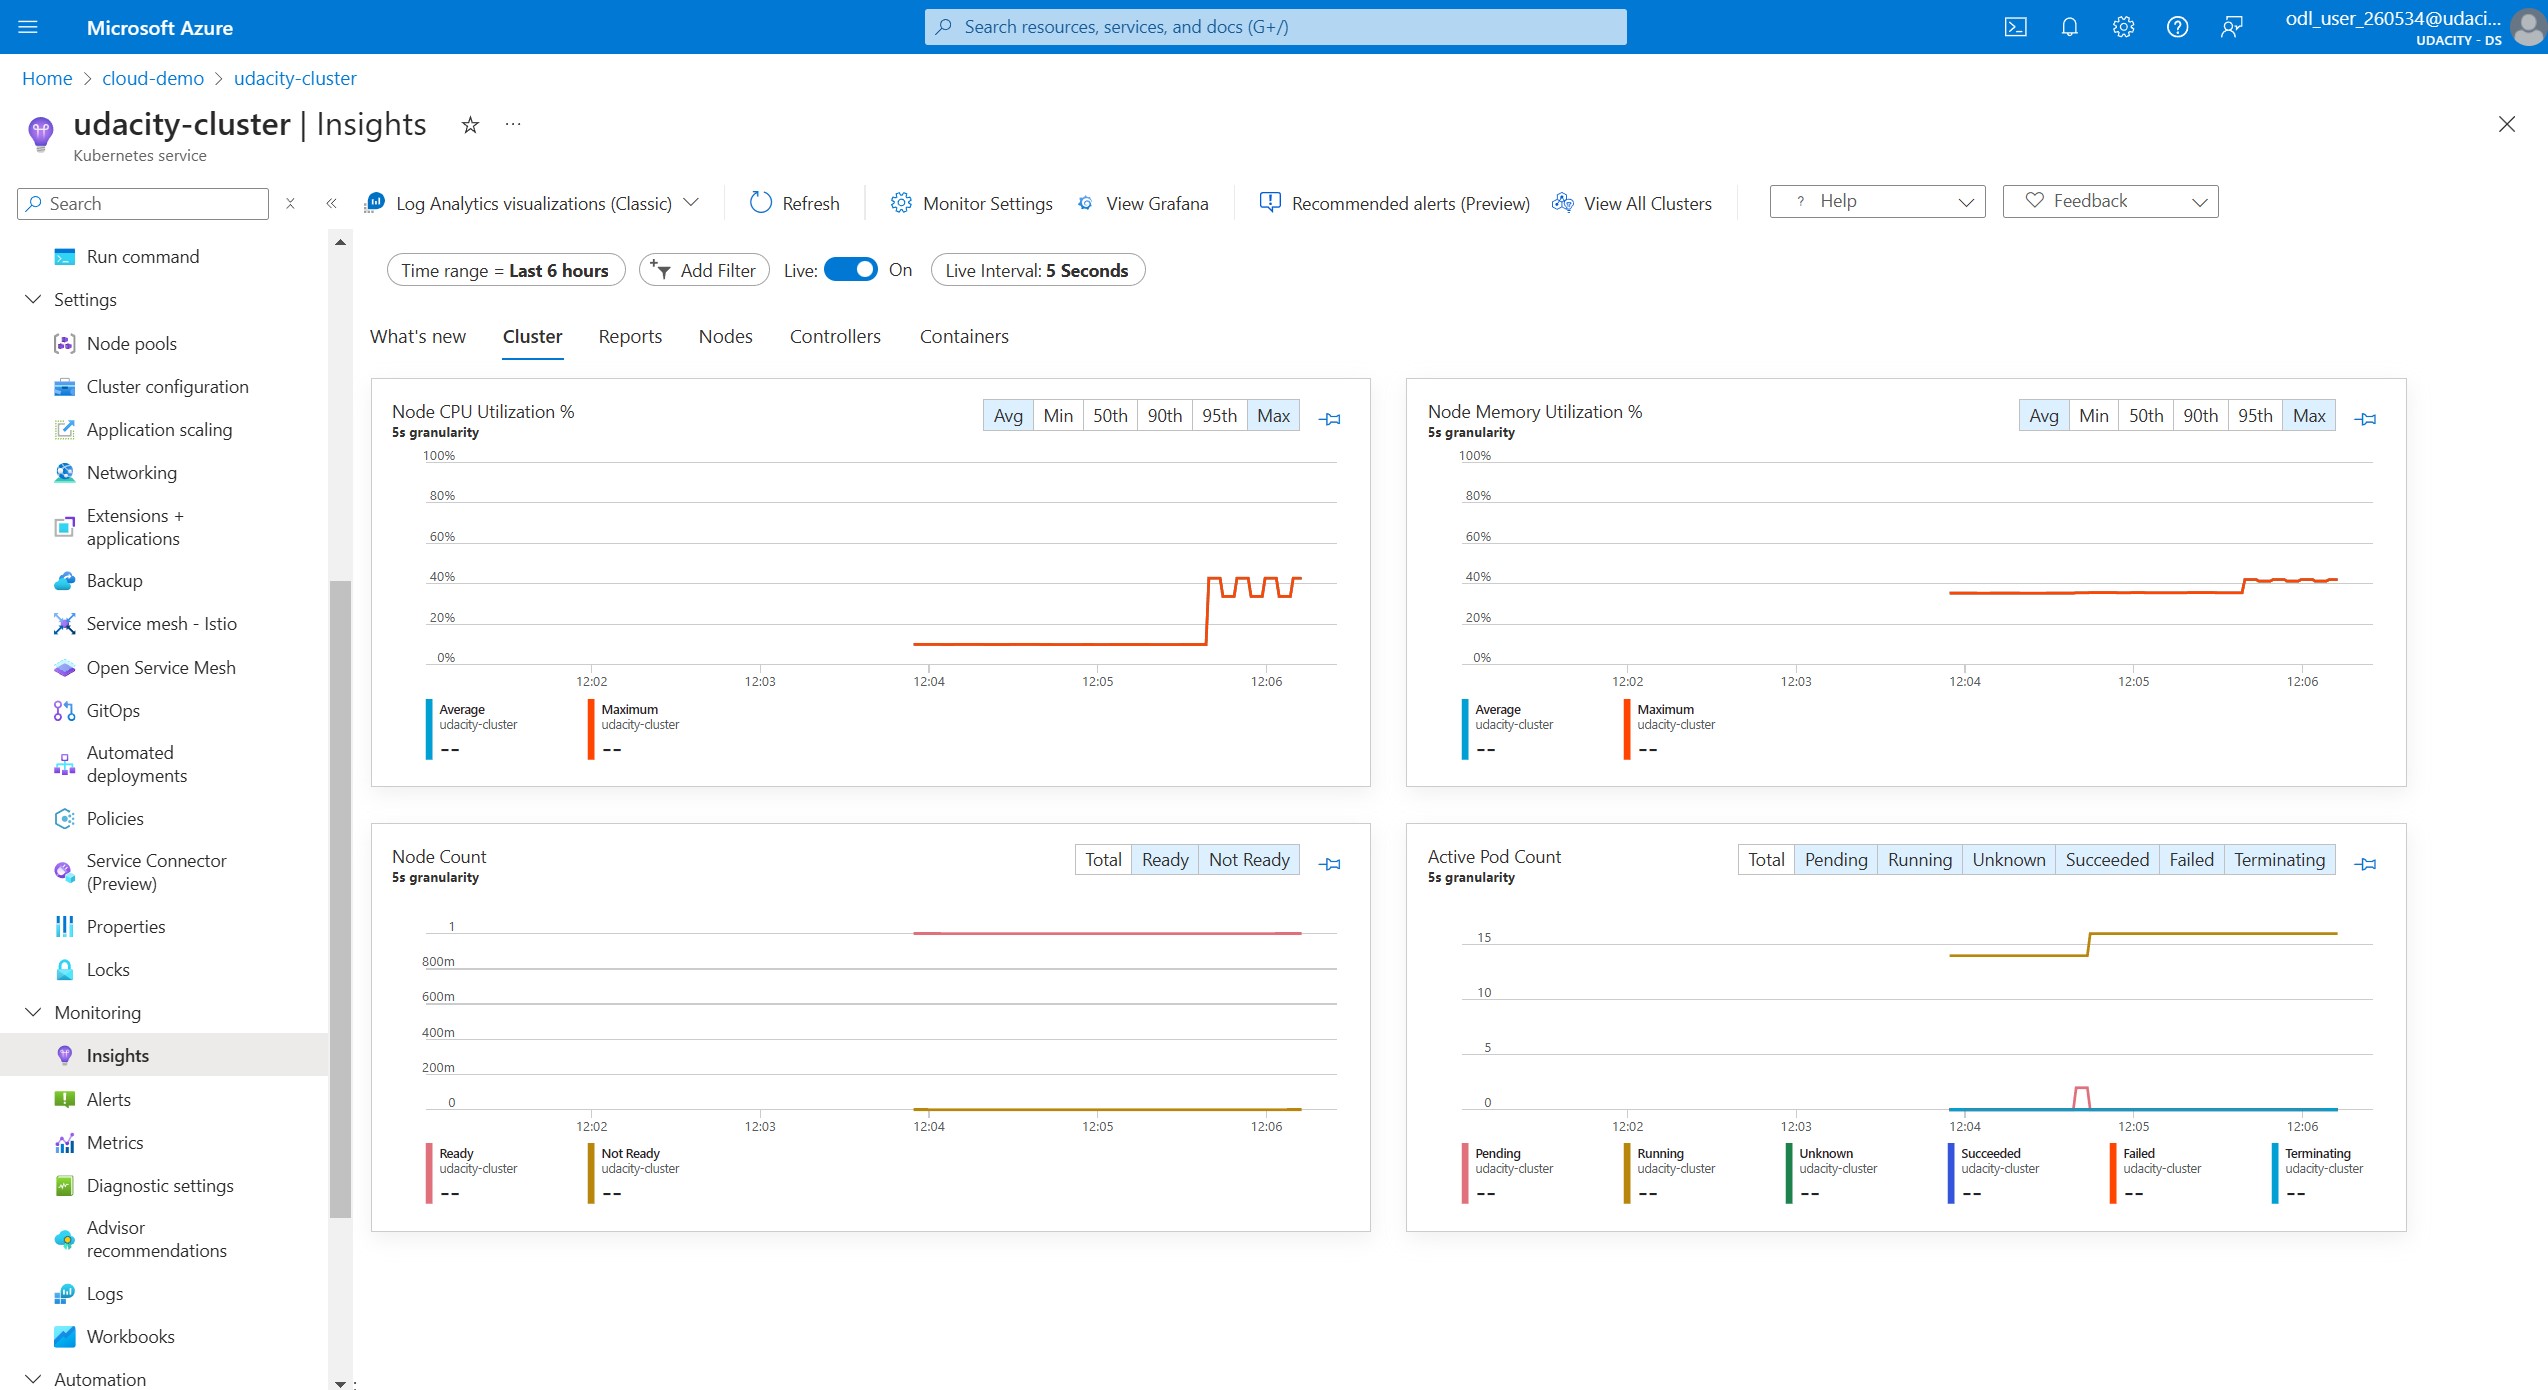 Microsoft Azure
Search resources, services, and docs (G+/)
odl_user_260534@udaci...
UDACITY - DS
Home > cloud-demo > udacity-cluster
udacity-cluster | Insights
Kubernetes service
Search
Log Analytics visualizations (Classic)
Refresh
Monitor Settings
View Grafana
Recommended alerts (Preview)
View All Clusters
? Help
Feedback
Run command
Settings
Node pools
Cluster configuration
Application scaling
Networking
Extensions +
applications
Backup
Service mesh - Istio
Open Service Mesh
GitOps
Automated
deployments
Policies
Service Connector
(Preview)
Properties
Locks
Monitoring
Insights
Alerts
Metrics
Diagnostic settings
Advisor
recommendations
Logs
Workbooks
Automation
Time range = Last 6 hours
Add Filter
Live: On
Live Interval: 5 Seconds
What's new Cluster Reports Nodes Controllers Containers
Node CPU Utilization %
5s granularity
Avg Min 50th 90th 95th Max
100%
80%
60%
40%
20%
0%
12:02 12:03 12:04 12:05 12:06
Average Maximum
udacity-cluster udacity-cluster
-- --
Node Memory Utilization %
5s granularity
Avg Min 50th 90th 95th Max
100%
80%
60%
40%
20%
0%
12:02 12:03 12:04 12:05 12:06
Average Maximum
udacity-cluster udacity-cluster
-- --
Node Count
5s granularity
Total Ready Not Ready
1
800m
600m
400m
200m
0
12:02 12:03 12:04 12:05 12:06
Ready Not Ready
udacity-cluster udacity-cluster
-- --
Active Pod Count
5s granularity
Total Pending Running Unknown Succeeded Failed Terminating
15
10
5
0
12:02 12:03 12:04 12:05 12:06
Pending Running Unknown Succeeded Failed Terminating
udacity-cluster udacity-cluster udacity-cluster udacity-cluster udacity-cluster udacity-cluster
-- -- -- -- -- --